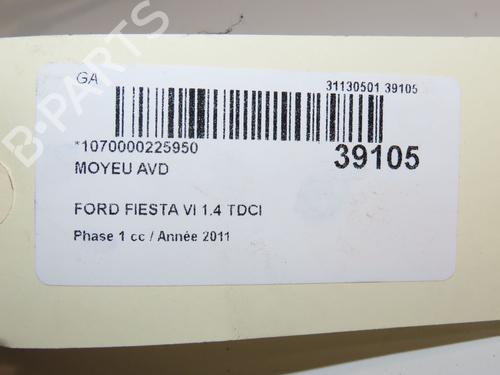 GA
31130501 39105
*1070000225950
39105
MOYEU AVD
FORD FIESTA VI 1.4 TDCI
Phase 1 cc / Année 2011
B-PARTS